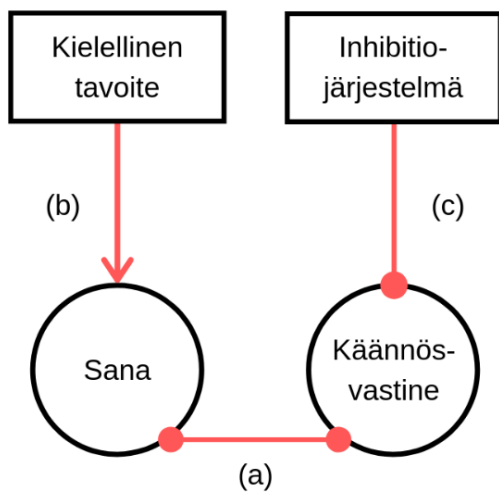 Kielellinen
tavoite
Inhibitio-
järjestelmä
(b)
(c)
Sana
Käännös-
vastine
(a)